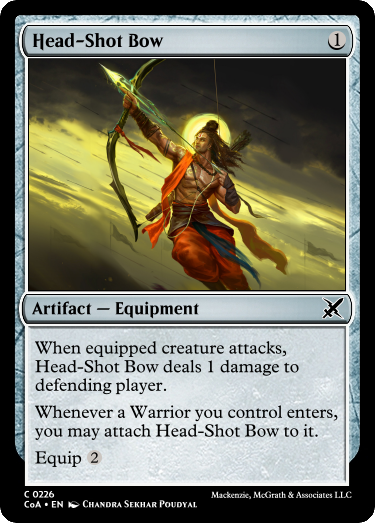 Head-Shot Bow 1
Artifact — Equipment
When equipped creature attacks,
Head-Shot Bow deals 1 damage to
defending player.
Whenever a Warrior you control enters,
you may attach Head-Shot Bow to it.
Equip 2
C 0226
CoA • EN Chandra Sekhar Poudyal
Mackenzie, McGrath & Associates LLC